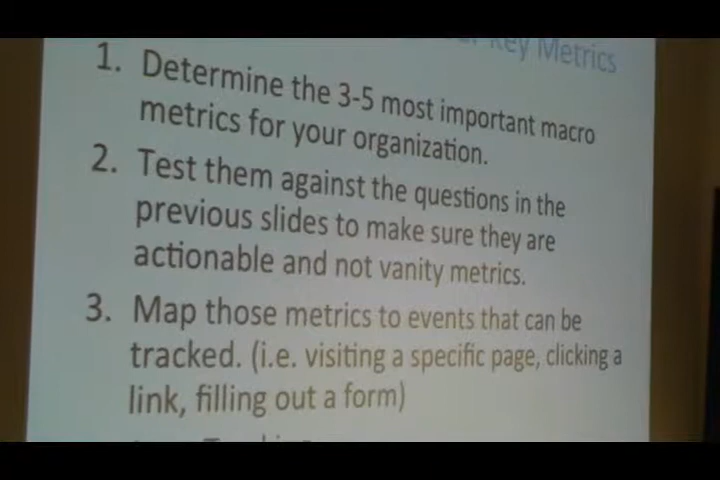 Key Metrics
1. Determine the 3-5 most important macro
metrics for your organization.
2. Test them against the questions in the
previous slides to make sure they are
actionable and not vanity metrics.
3. Map those metrics to events that can be
tracked. (i.e. visiting a specific page, clicking a
link, filling out a form)